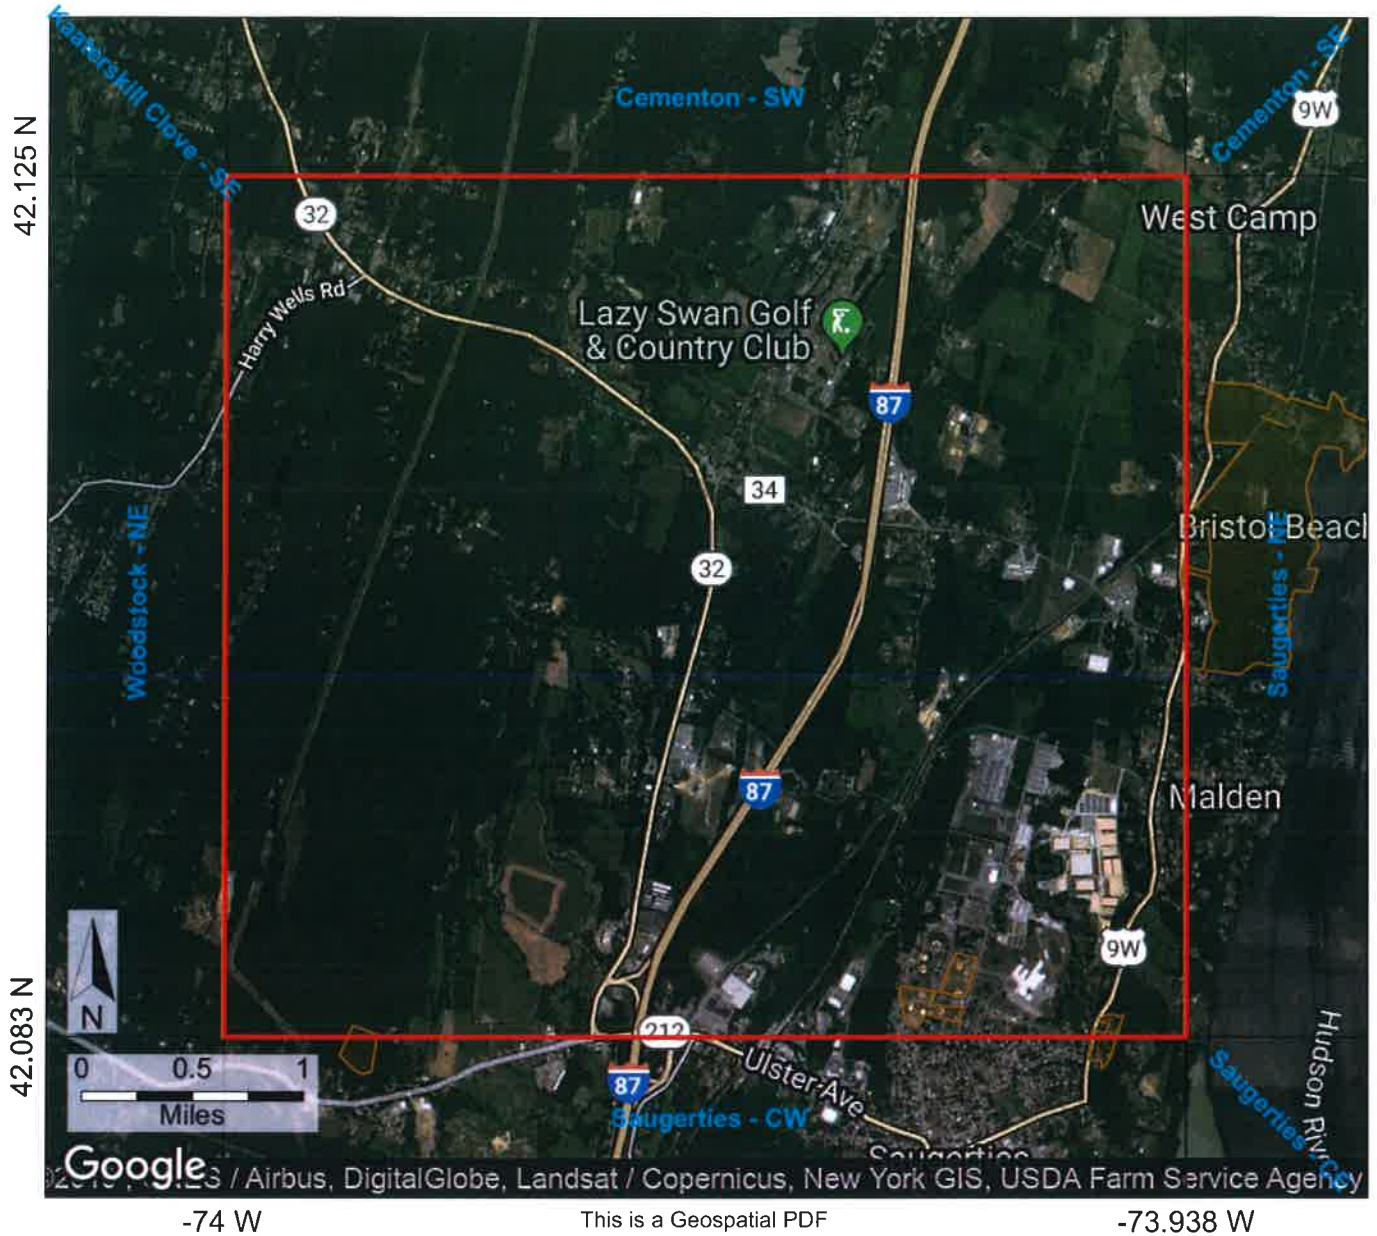 Kaaterskill Clove - SE
Cementon - SW
Cementon - SE
9W
42.125 N
32
West Camp
Harry Wells Rd
Lazy Swan Golf
& Country Club
87
34
Bristol Beach
32
Woodstock - NE
Saugerties - NE
87
Malden
9W
N
42.083 N
212
0 0.5 1
Miles
87
Ulster Ave
Hudson Riv
Saugerties - CW
Saugerties
Google
/ Airbus, DigitalGlobe, Landsat / Copernicus, New York GIS, USDA Farm Service Agency
-74 W
This is a Geospatial PDF
-73.938 W